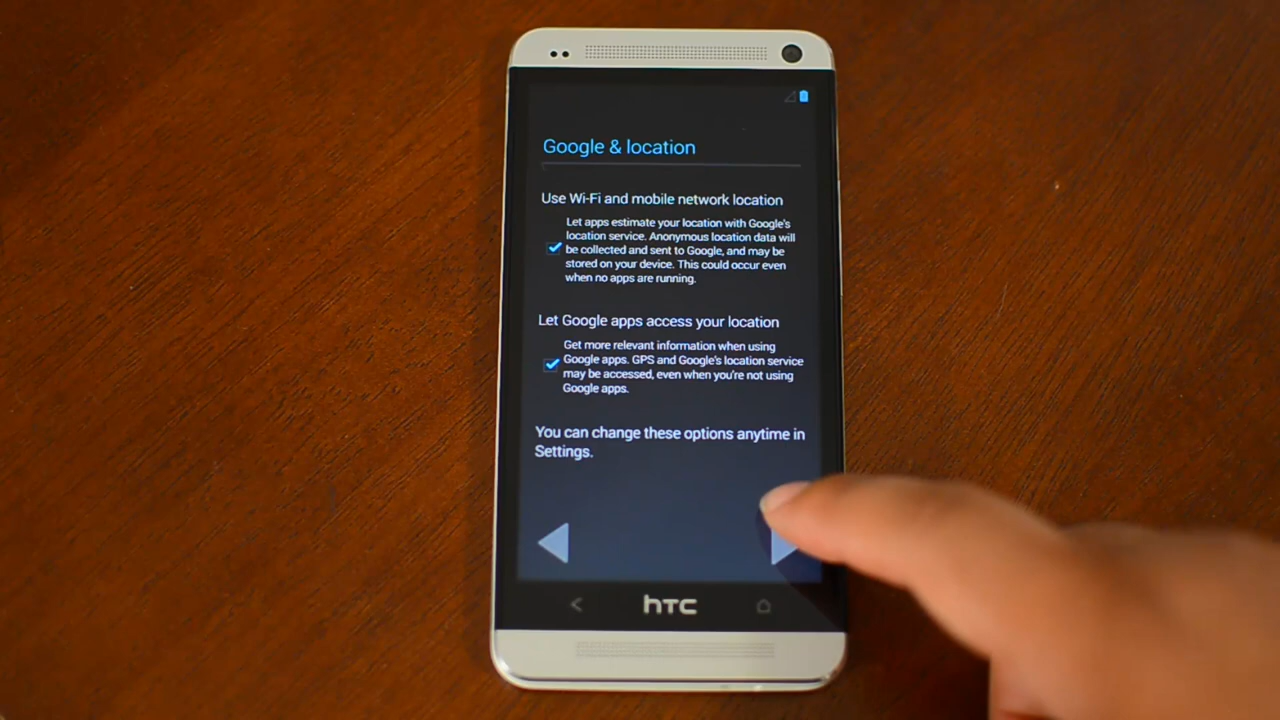 Google & location
Use Wi-Fi and mobile network location
Let apps estimate your location with Google's
location service. Anonymous location data will
be collected and sent to Google, and may be
stored on your device. This could occur even
when no apps are running.
Let Google apps access your location
Get more relevant information when using
Google apps. GPS and Google's location service
may be accessed, even when you're not using
Google apps.
You can change these options anytime in
Settings.
hTC